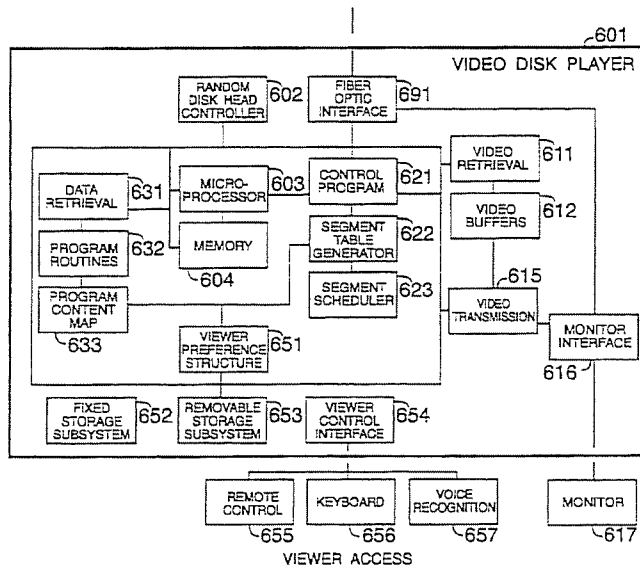 601
VIDEO DISK PLAYER
RANDOM
DISK HEAD
CONTROLLER
602
FIBER
OPTIC
INTERFACE
691
DATA
RETRIEVAL
631
MICRO-
PROCESSOR
603
CONTROL
PROGRAM
621
VIDEO
RETRIEVAL
611
PROGRAM
ROUTINES
632
MEMORY
604
SEGMENT
TABLE
GENERATOR
622
VIDEO
BUFFERS
612
PROGRAM
CONTENT
MAP
633
SEGMENT
SCHEDULER
623
VIDEO
TRANSMISSION
615
VIEWER
PREFERENCE
STRUCTURE
651
MONITOR
INTERFACE
616
FIXED
STORAGE
SUBSYSTEM
652
REMOVABLE
STORAGE
SUBSYSTEM
653
VIEWER
CONTROL
INTERFACE
654
REMOTE
CONTROL
655
KEYBOARD
656
VOICE
RECOGNITION
657
MONITOR
617
VIEWER ACCESS